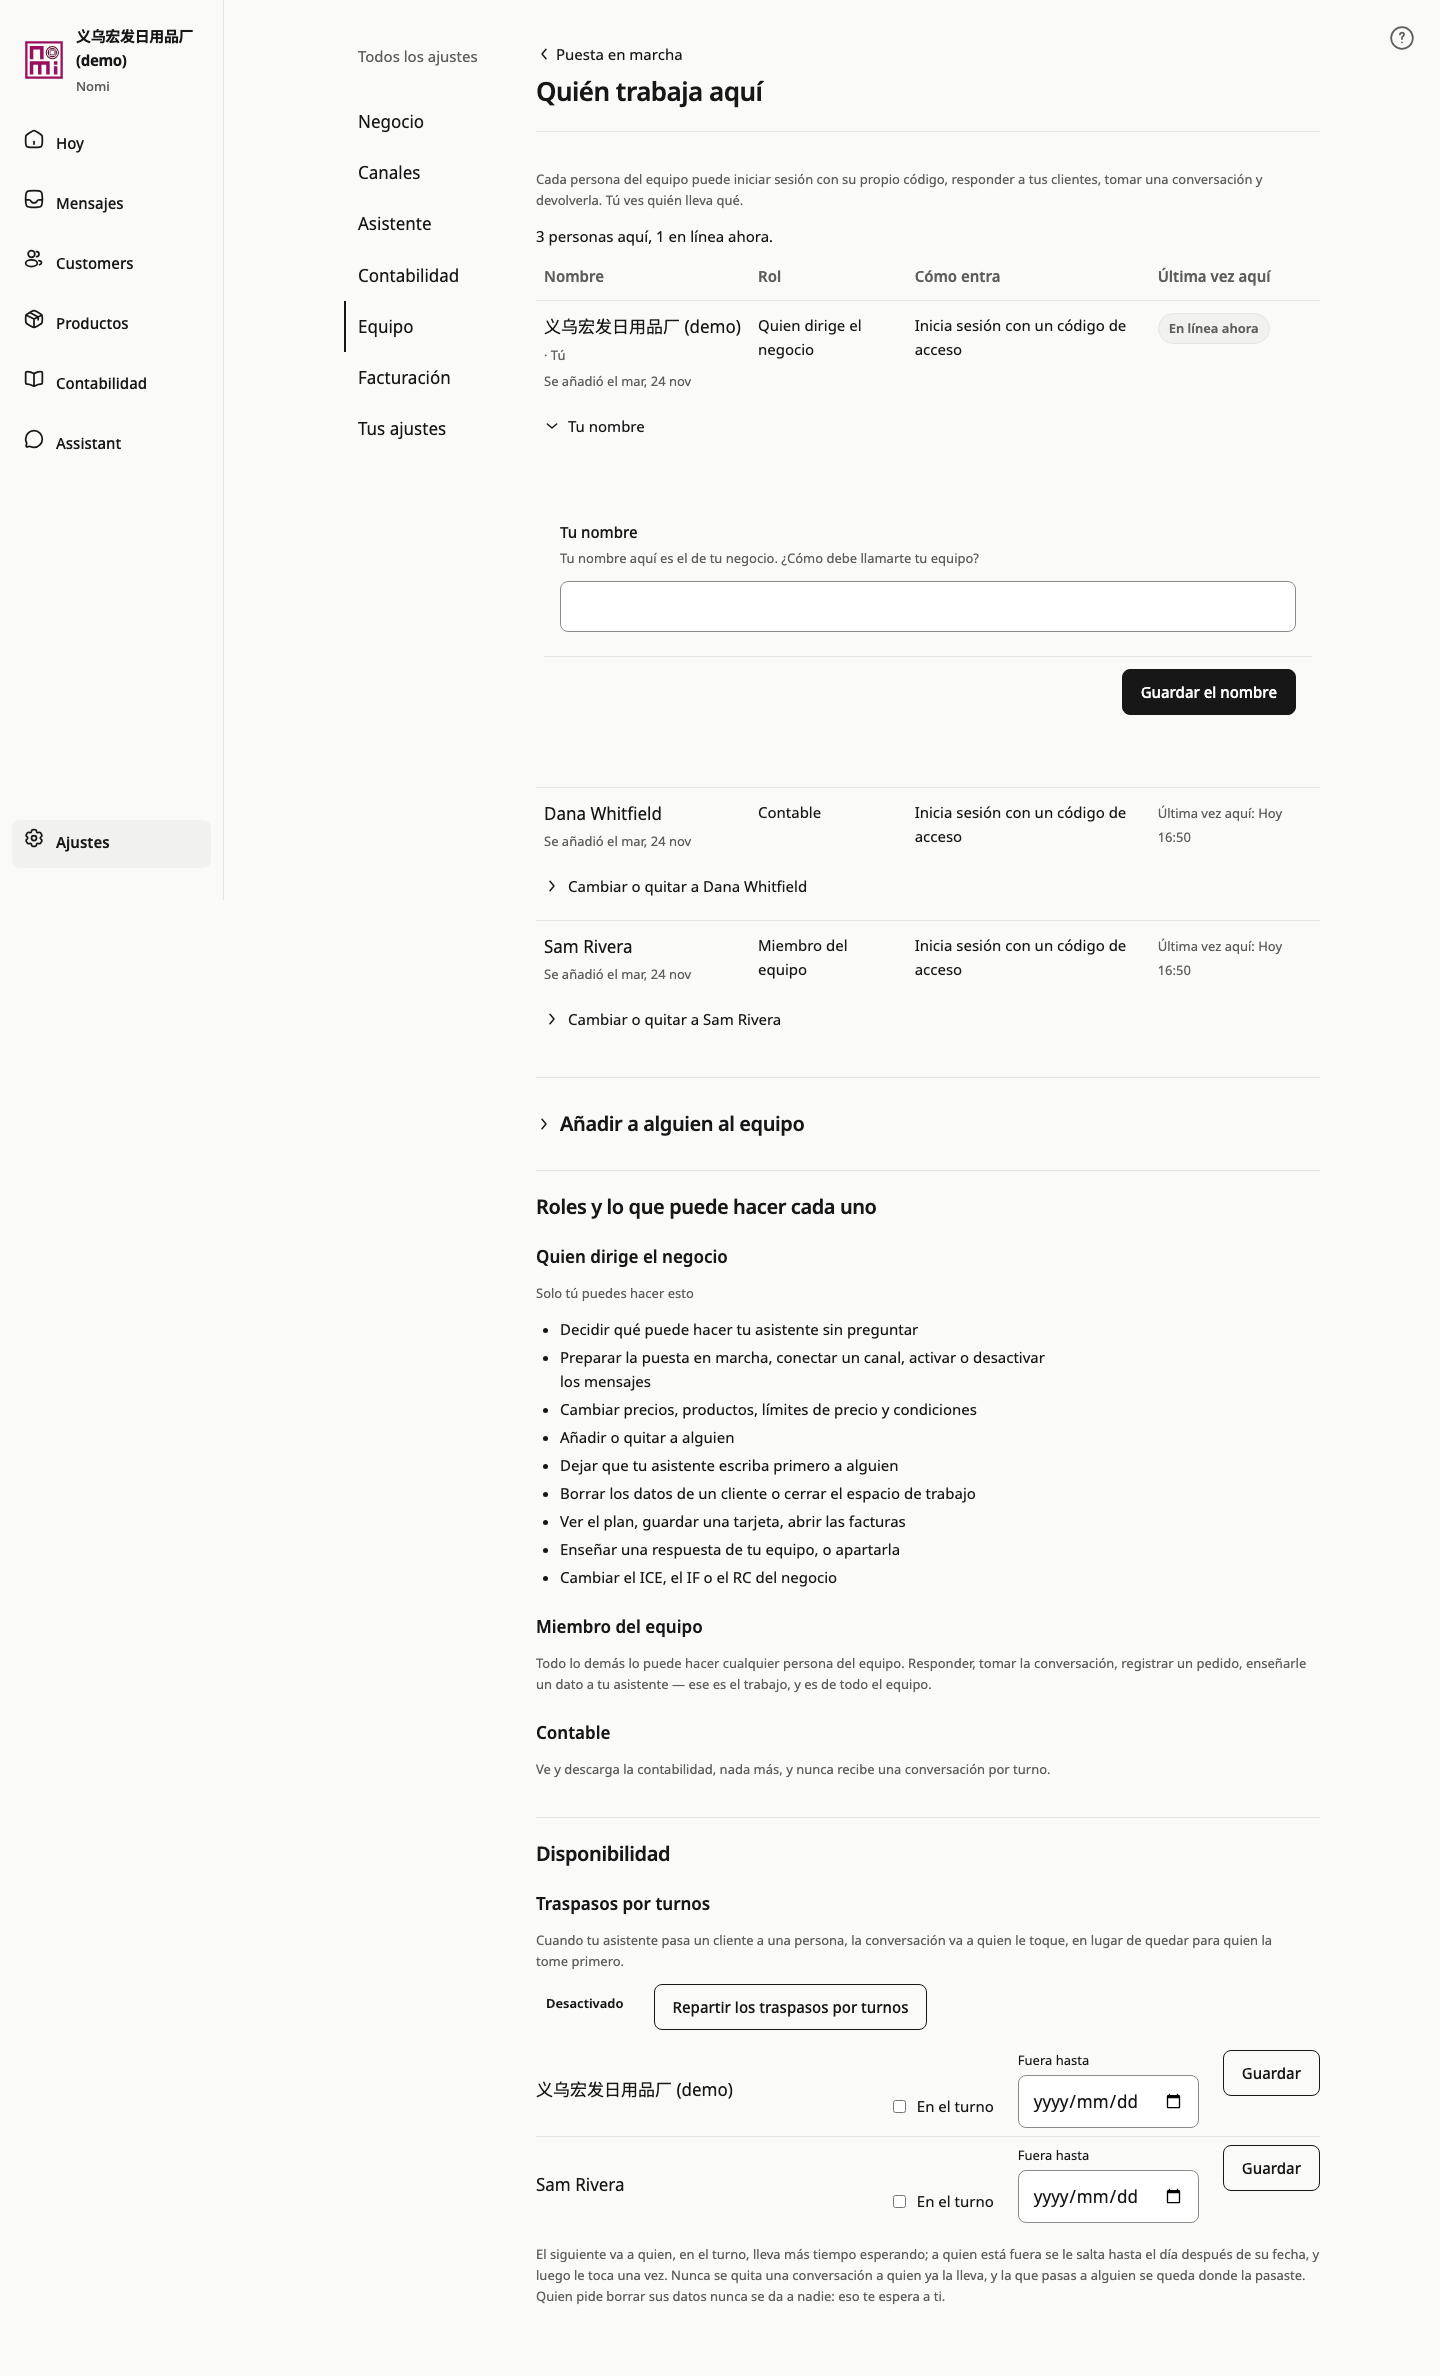 义乌宏发日用品厂
(demo)
Nomi
Hoy
Mensajes
Customers
Productos
Contabilidad
Assistant
Ajustes
Todos los ajustes
Negocio
Canales
Asistente
Contabilidad
Equipo
Facturación
Tus ajustes
Puesta en marcha
Quién trabaja aquí
Cada persona del equipo puede iniciar sesión con su propio código, responder a tus clientes, tomar una conversación y
devolverla. Tú ves quién lleva qué.
3 personas aquí, 1 en línea ahora.
Nombre Rol Cómo entra Última vez aquí
义乌宏发日用品厂 (demo) Quien dirige el Inicia sesión con un código de En línea ahora
· Tú negocio acceso
Se añadió el mar, 24 nov
Tu nombre
Tu nombre
Tu nombre aquí es el de tu negocio. ¿Cómo debe llamarte tu equipo?
Guardar el nombre
Dana Whitfield Contable Inicia sesión con un código de Última vez aquí: Hoy
Se añadió el mar, 24 nov acceso 16:50
Cambiar o quitar a Dana Whitfield
Sam Rivera Miembro del Inicia sesión con un código de Última vez aquí: Hoy
Se añadió el mar, 24 nov equipo acceso 16:50
Cambiar o quitar a Sam Rivera
Añadir a alguien al equipo
Roles y lo que puede hacer cada uno
Quien dirige el negocio
Solo tú puedes hacer esto
• Decidir qué puede hacer tu asistente sin preguntar
• Preparar la puesta en marcha, conectar un canal, activar o desactivar
los mensajes
• Cambiar precios, productos, límites de precio y condiciones
• Añadir o quitar a alguien
• Dejar que tu asistente escriba primero a alguien
• Borrar los datos de un cliente o cerrar el espacio de trabajo
• Ver el plan, guardar una tarjeta, abrir las facturas
• Enseñar una respuesta de tu equipo, o apartarla
• Cambiar el ICE, el IF o el RC del negocio
Miembro del equipo
Todo lo demás lo puede hacer cualquier persona del equipo. Responder, tomar la conversación, registrar un pedido, enseñarle
un dato a tu asistente — ese es el trabajo, y es de todo el equipo.
Contable
Ve y descarga la contabilidad, nada más, y nunca recibe una conversación por turno.
Disponibilidad
Traspasos por turnos
Cuando tu asistente pasa un cliente a una persona, la conversación va a quien le toque, en lugar de quedar para quien la
tome primero.
Desactivado Repartir los traspasos por turnos
Fuera hasta
义乌宏发日用品厂 (demo) En el turno yyyy/mm/dd Guardar
Fuera hasta
Sam Rivera En el turno yyyy/mm/dd Guardar
El siguiente va a quien, en el turno, lleva más tiempo esperando; a quien está fuera se le salta hasta el día después de su fecha, y
luego le toca una vez. Nunca se quita una conversación a quien ya la lleva, y la que pasas a alguien se queda donde la pasaste.
Quien pide borrar sus datos nunca se da a nadie: eso te espera a ti.